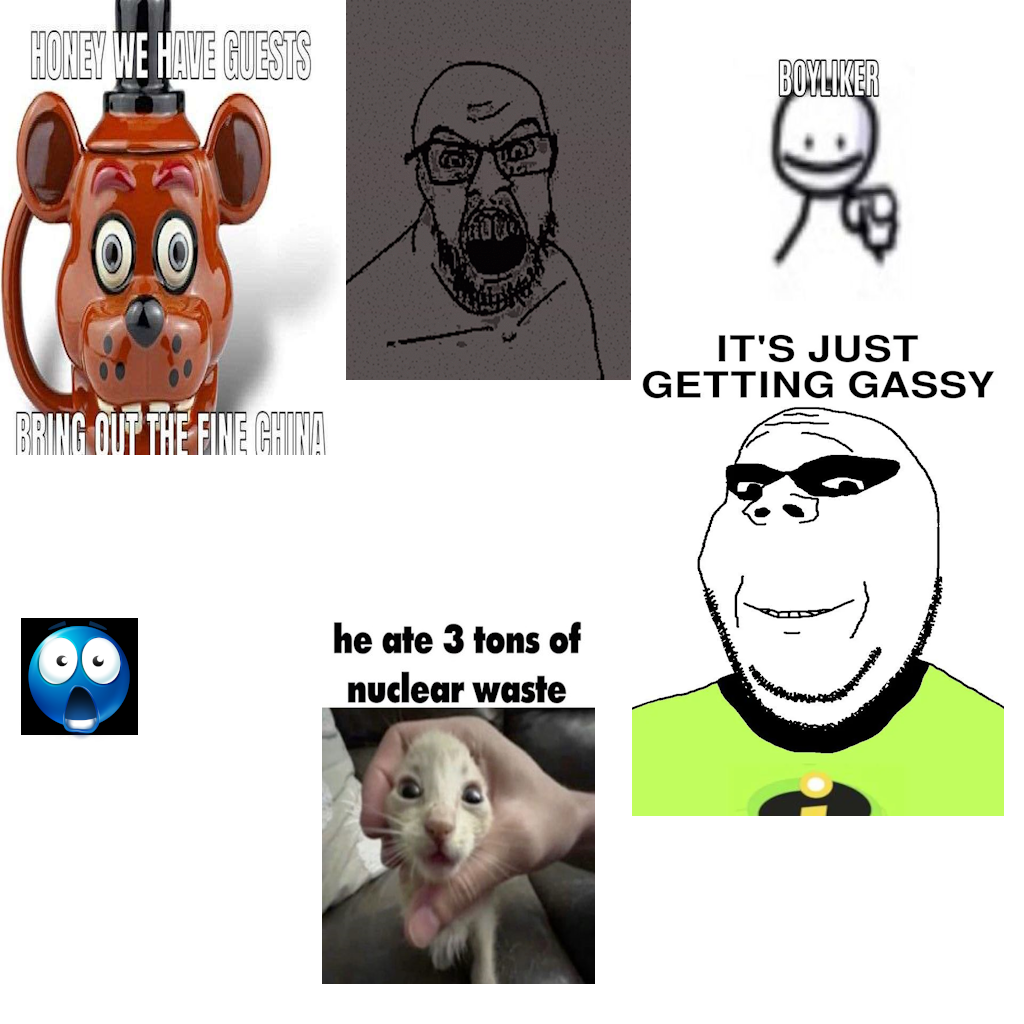 HONEY WE HAVE GUESTS
BRING OUT THE FINE CHINA
BOYLIKER
IT'S JUST
GETTING GASSY
he ate 3 tons of
nuclear waste